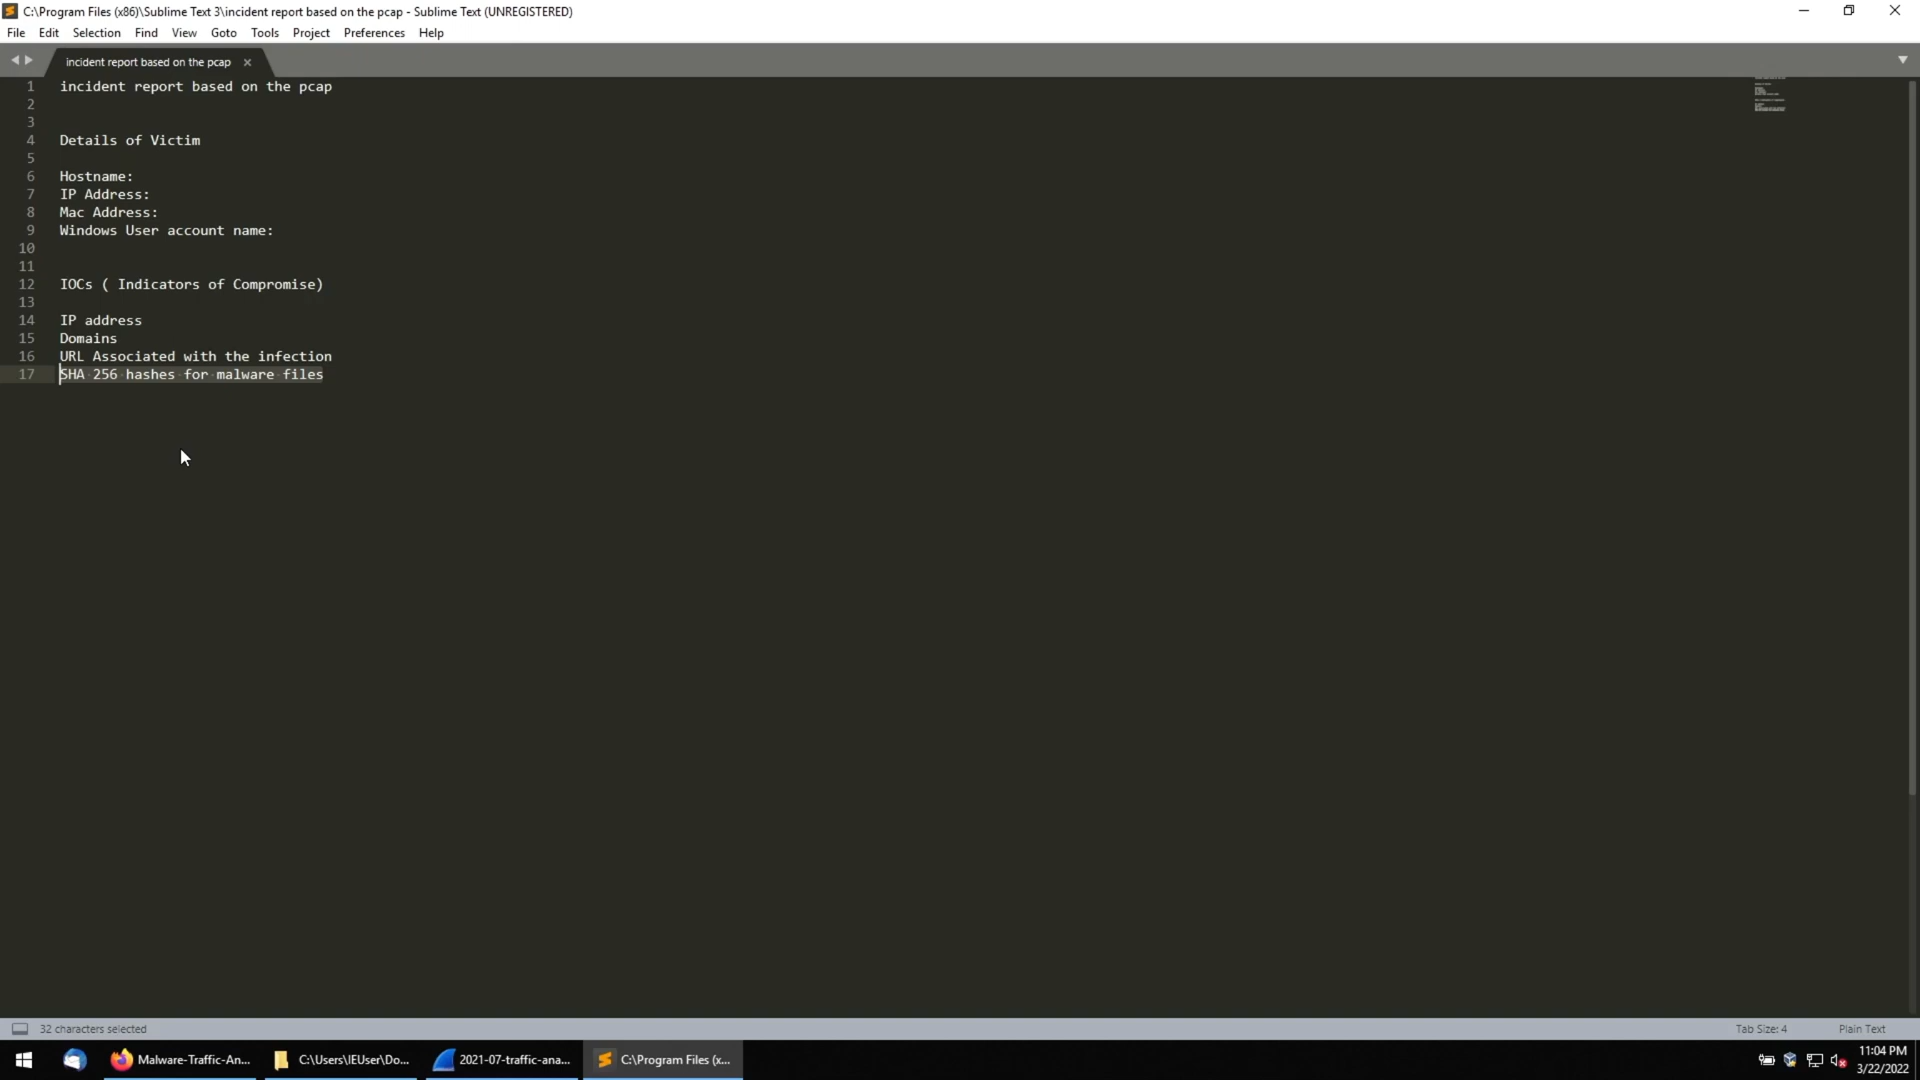 C:\Program Files (x86)\Sublime Text 3\incident report based on the pcap - Sublime Text (UNREGISTERED)
File Edit Selection Find View Goto Tools Project Preferences Help
incident report based on the pcap ×
1 incident report based on the pcap
2
3
4 Details of Victim
5
6 Hostname:
7 IP Address:
8 Mac Address:
9 Windows User account name:
10
11
12 IOCs ( Indicators of Compromise)
13
14 IP address
15 Domains
16 URL Associated with the infection
17 SHA 256 hashes for malware files
32 characters selected Tab Size: 4 Plain Text
Malware-Traffic-An... C:\Users\IEUser\Do... 2021-07-traffic-ana... C:\Program Files (x... 11:04 PM
3/22/2022